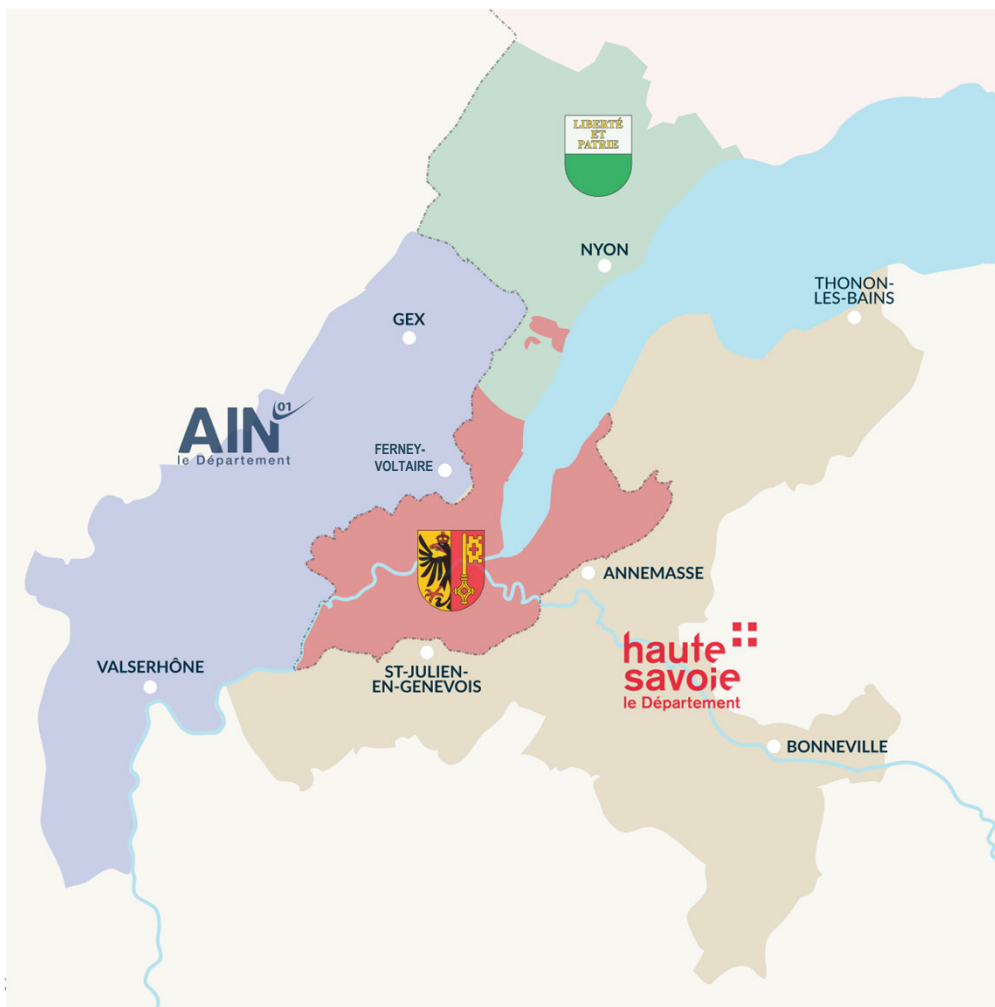 LIBERTÉ
ET
PATRIE
NYON
THONON-
LES-BAINS
GEX
AIN 01
le Département
FERNEY-
VOLTAIRE
ANNEMASSE
haute
savoie
le Département
VALSERHÔNE
ST-JULIEN-
EN-GENEVOIS
BONNEVILLE